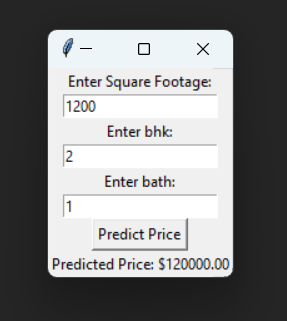 Enter Square Footage:
1200
Enter bhk:
2
Enter bath:
1
Predict Price
Predicted Price: $120000.00